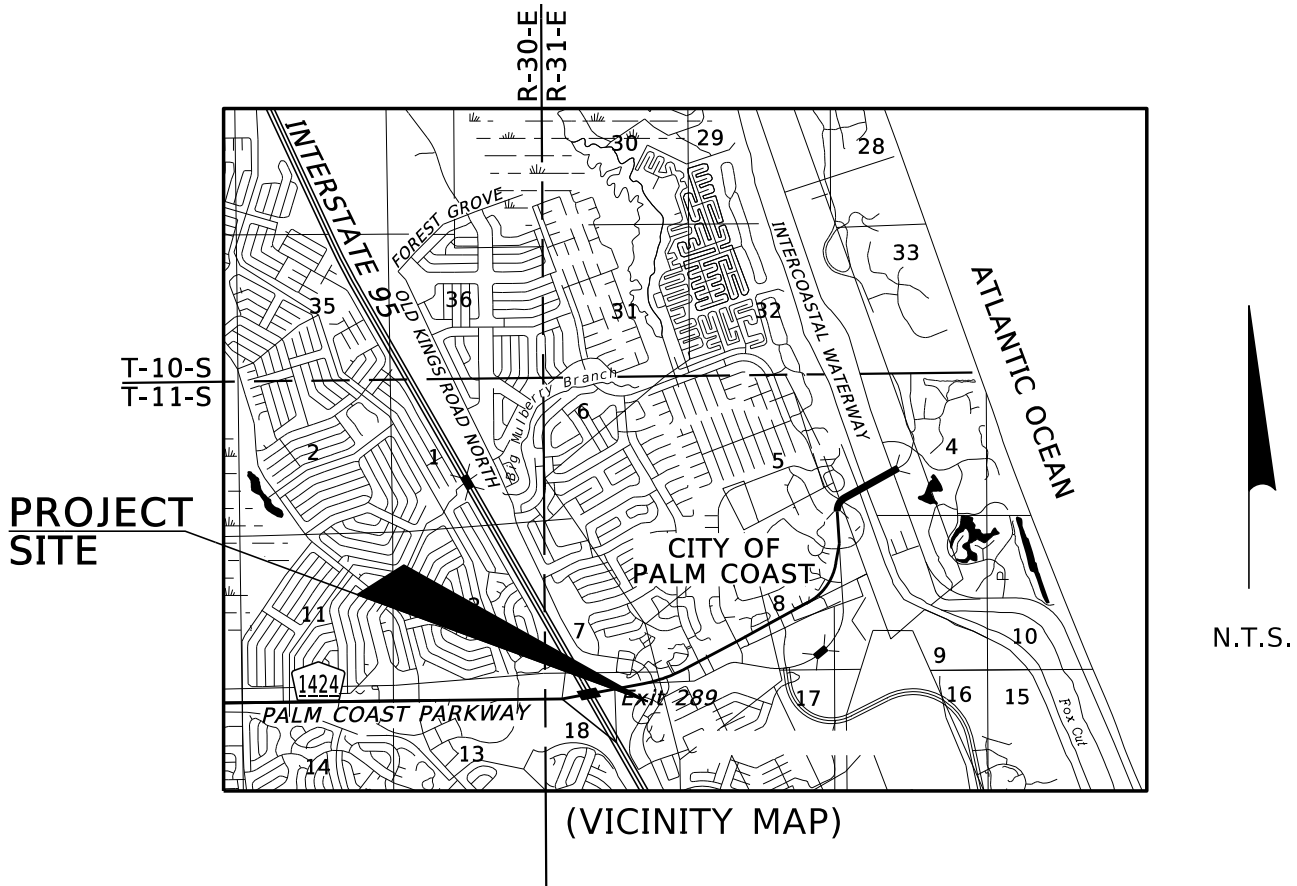 R-30-E
R-31-E
29
30
28
INTERSTATE 95
FOREST GROVE
INTERCOASTAL WATERWAY
33
ATLANTIC OCEAN
35
OLD KINGS ROAD NORTH
36
31
32
T-10-S
T-11-S
Big Mulberry Branch
6
2
1
5
4
PROJECT
SITE
CITY OF
PALM COAST
11
8
7
10
N.T.S.
9
1424
Exit 289
17
16
15
PALM COAST PARKWAY
18
Fox Cut
13
14
(VICINITY MAP)